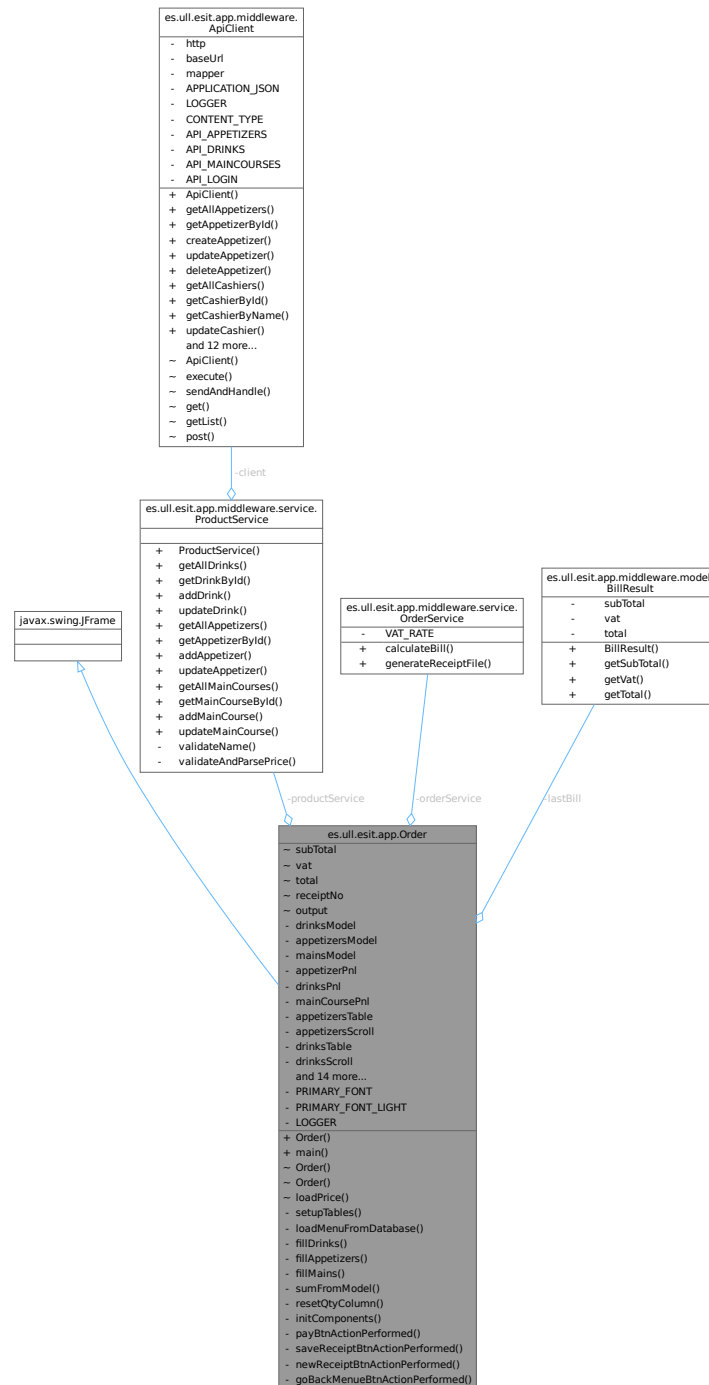 es.ull.esit.app.middleware.
ApiClient
- http
- baseUrl
- mapper
- APPLICATION_JSON
- LOGGER
- CONTENT_TYPE
- API_APPETIZERS
- API_DRINKS
- API_MAINCOURSES
- API_LOGIN
+ ApiClient()
+ getAllAppetizers()
+ getAppetizerById()
+ createAppetizer()
+ updateAppetizer()
+ deleteAppetizer()
+ getAllCashiers()
+ getCashierById()
+ getCashierByName()
+ updateCashier()
and 12 more...
~ ApiClient()
~ execute()
~ sendAndHandle()
~ get()
~ getList()
~ post()
-client
es.ull.esit.app.middleware.service.
ProductService
+ ProductService()
+ getAllDrinks()
+ getDrinkById()
+ addDrink()
+ updateDrink()
+ getAllAppetizers()
+ getAppetizerById()
+ addAppetizer()
+ updateAppetizer()
+ getAllMainCourses()
+ getMainCourseById()
+ addMainCourse()
+ updateMainCourse()
- validateName()
- validateAndParsePrice()
javax.swing.JFrame
es.ull.esit.app.middleware.service.
OrderService
- VAT_RATE
+ calculateBill()
+ generateReceiptFile()
es.ull.esit.app.middleware.model
BillResult
- subTotal
- vat
- total
+ BillResult()
+ getSubTotal()
+ getVat()
+ getTotal()
-productService
-orderService
-lastBill
es.ull.esit.app.Order
~ subTotal
~ vat
~ total
~ receiptNo
~ output
- drinksModel
- appetizersModel
- mainsModel
- appetizerPnl
- drinksPnl
- mainCoursePnl
- appetizersTable
- appetizersScroll
- drinksTable
- drinksScroll
and 14 more...
- PRIMARY_FONT
- PRIMARY_FONT_LIGHT
- LOGGER
+ Order()
+ main()
~ Order()
~ Order()
~ loadPrice()
- setupTables()
- loadMenuFromDatabase()
- fillDrinks()
- fillAppetizers()
- fillMains()
- sumFromModel()
- resetQtyColumn()
- initComponents()
- payBtnActionPerformed()
- saveReceiptBtnActionPerformed()
- newReceiptBtnActionPerformed()
- goBackMenueBtnActionPerformed()